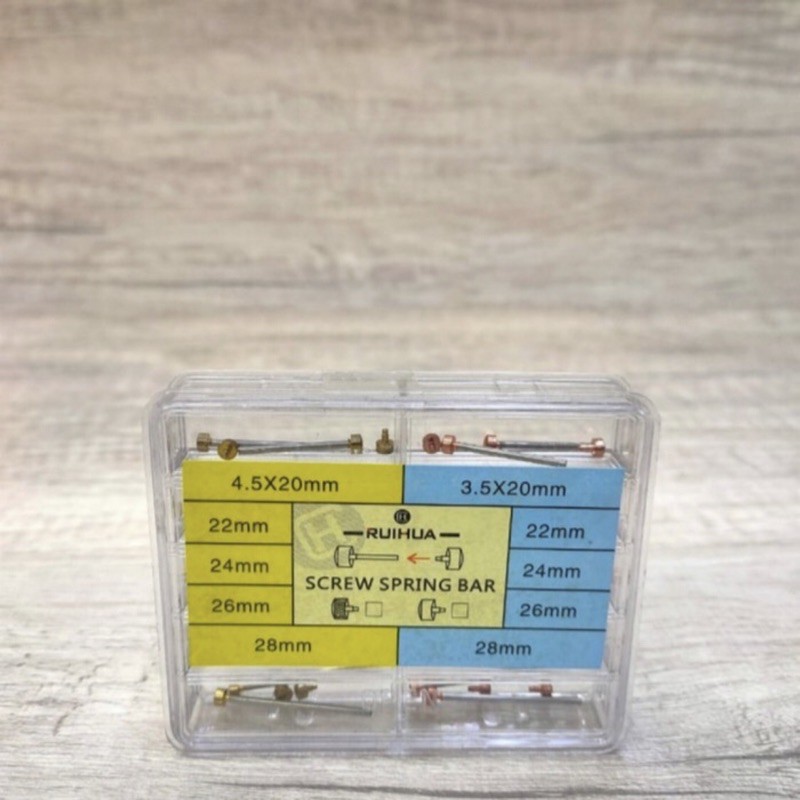 4.5X20mm 3.5X20mm
22mm RUIHUA 22mm
24mm 24mm
SCREW SPRING BAR
26mm 26mm
28mm 28mm